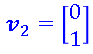 v₂ = [0
1]